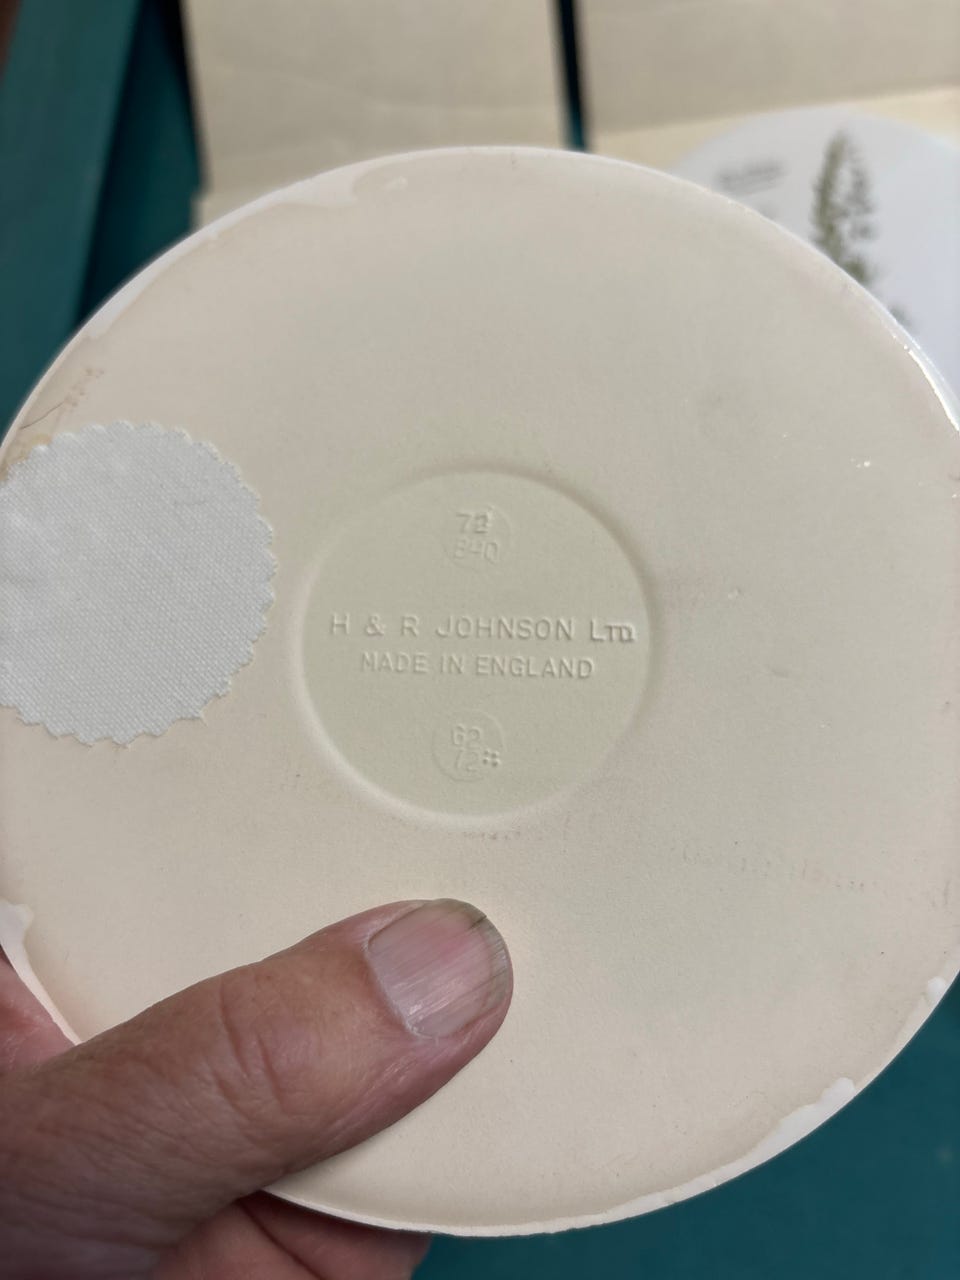 72
840
H & R JOHNSON LTD
MADE IN ENGLAND
62
72